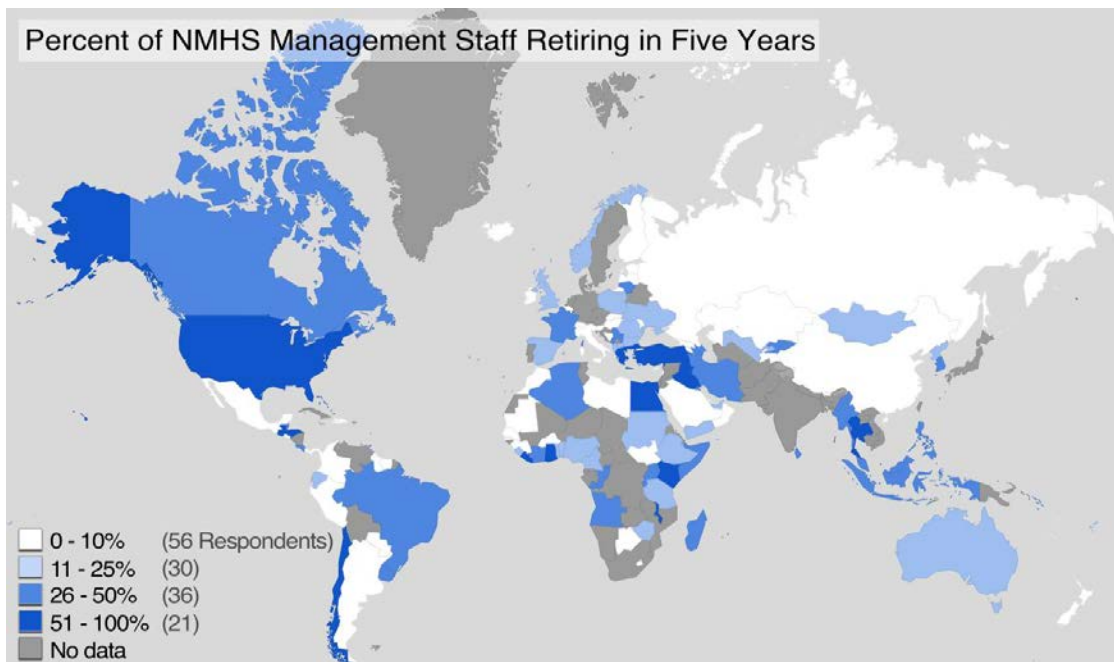 Percent of NMHS Management Staff Retiring in Five Years
0 - 10% (56 Respondents)
11 - 25% (30)
26 - 50% (36)
51 - 100% (21)
No data